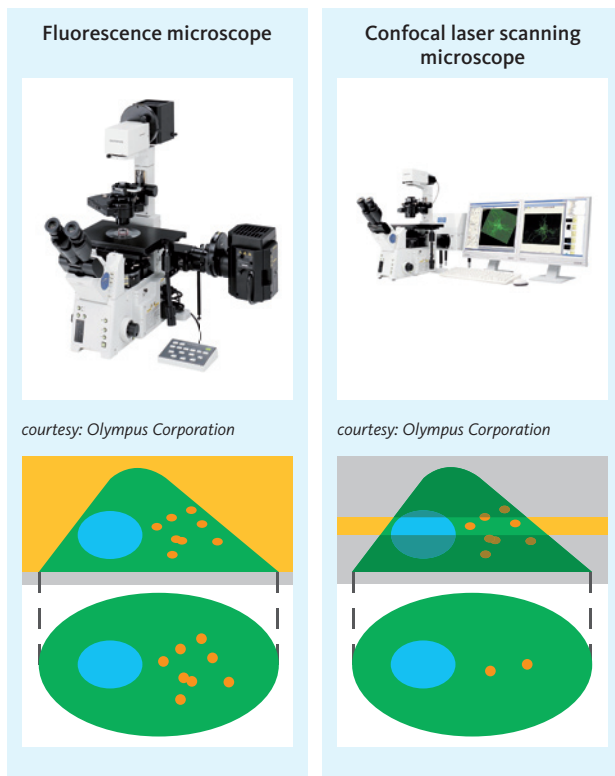 Fluorescence microscope
Confocal laser scanning
microscope
courtesy: Olympus Corporation
courtesy: Olympus Corporation